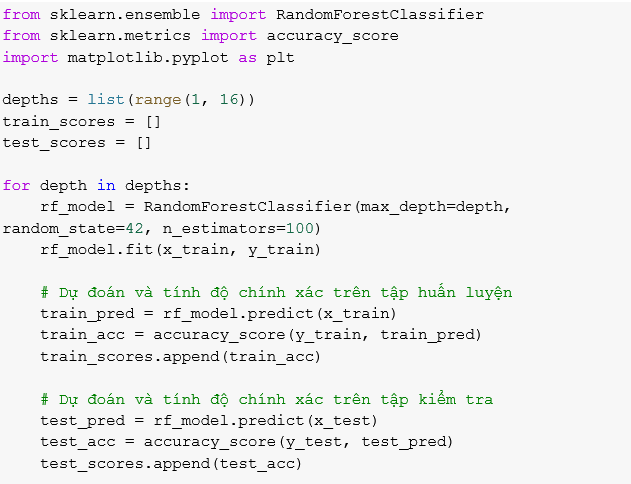 from sklearn.ensemble import RandomForestClassifier
from sklearn.metrics import accuracy_score
import matplotlib.pyplot as plt

depths = list(range(1, 16))
train_scores = []
test_scores = []

for depth in depths:
    rf_model = RandomForestClassifier(max_depth=depth,
random_state=42, n_estimators=100)
    rf_model.fit(x_train, y_train)

    # Dự đoán và tính độ chính xác trên tập huấn luyện
    train_pred = rf_model.predict(x_train)
    train_acc = accuracy_score(y_train, train_pred)
    train_scores.append(train_acc)

    # Dự đoán và tính độ chính xác trên tập kiểm tra
    test_pred = rf_model.predict(x_test)
    test_acc = accuracy_score(y_test, test_pred)
    test_scores.append(test_acc)